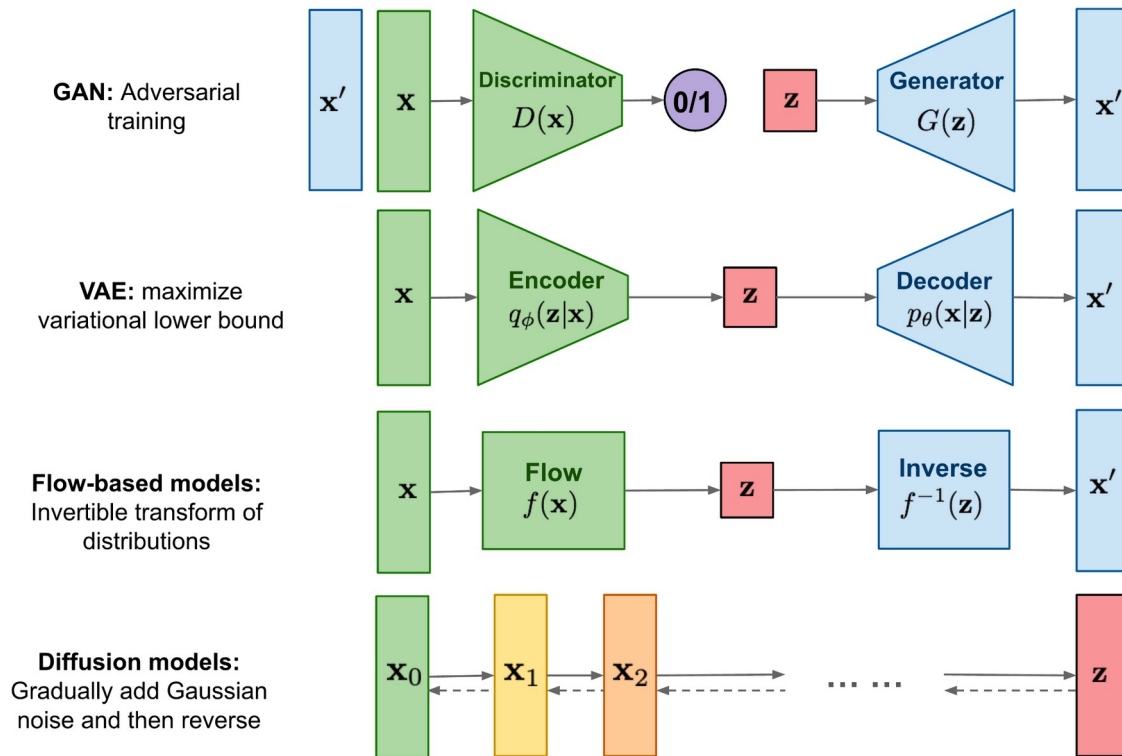 GAN: Adversarial
training
x′
x
Discriminator
D(x)
0/1
z
Generator
G(z)
x′
VAE: maximize
variational lower bound
x
Encoder
qϕ(z|x)
z
Decoder
pθ(x|z)
x′
Flow-based models:
Invertible transform of
distributions
x
Flow
f(x)
z
Inverse
f⁻¹(z)
x′
Diffusion models:
Gradually add Gaussian
noise and then reverse
x₀
x₁
x₂
... ...
z